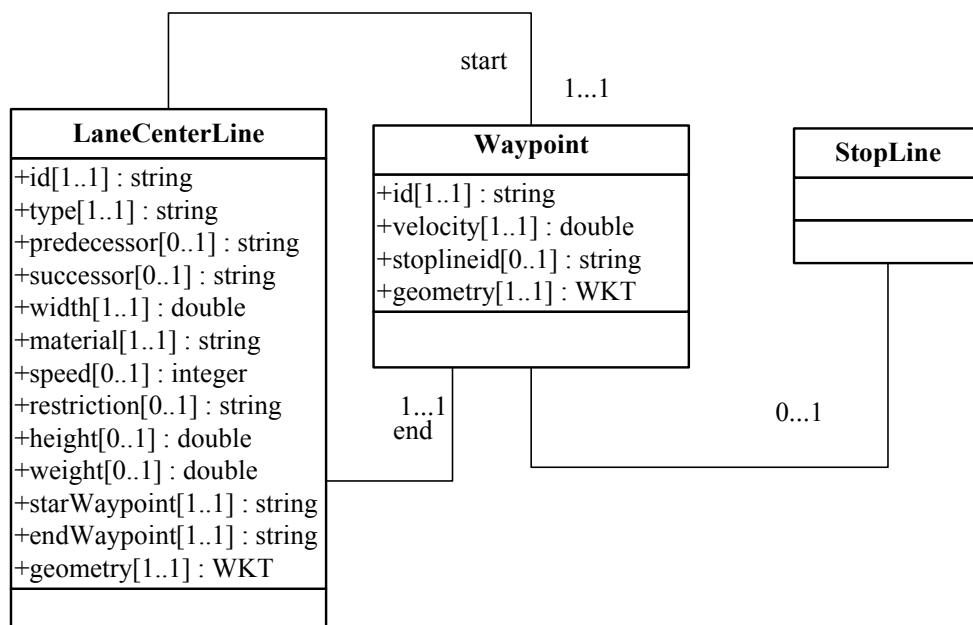 start
1...1
LaneCenterLine
+id[1..1] : string
+type[1..1] : string
+predecessor[0..1] : string
+successor[0..1] : string
+width[1..1] : double
+material[1..1] : string
+speed[0..1] : integer
+restriction[0..1] : string
+height[0..1] : double
+weight[0..1] : double
+starWaypoint[1..1] : string
+endWaypoint[1..1] : string
+geometry[1..1] : WKT
Waypoint
+id[1..1] : string
+velocity[1..1] : double
+stoplineid[0..1] : string
+geometry[1..1] : WKT
1...1
end
StopLine
0...1